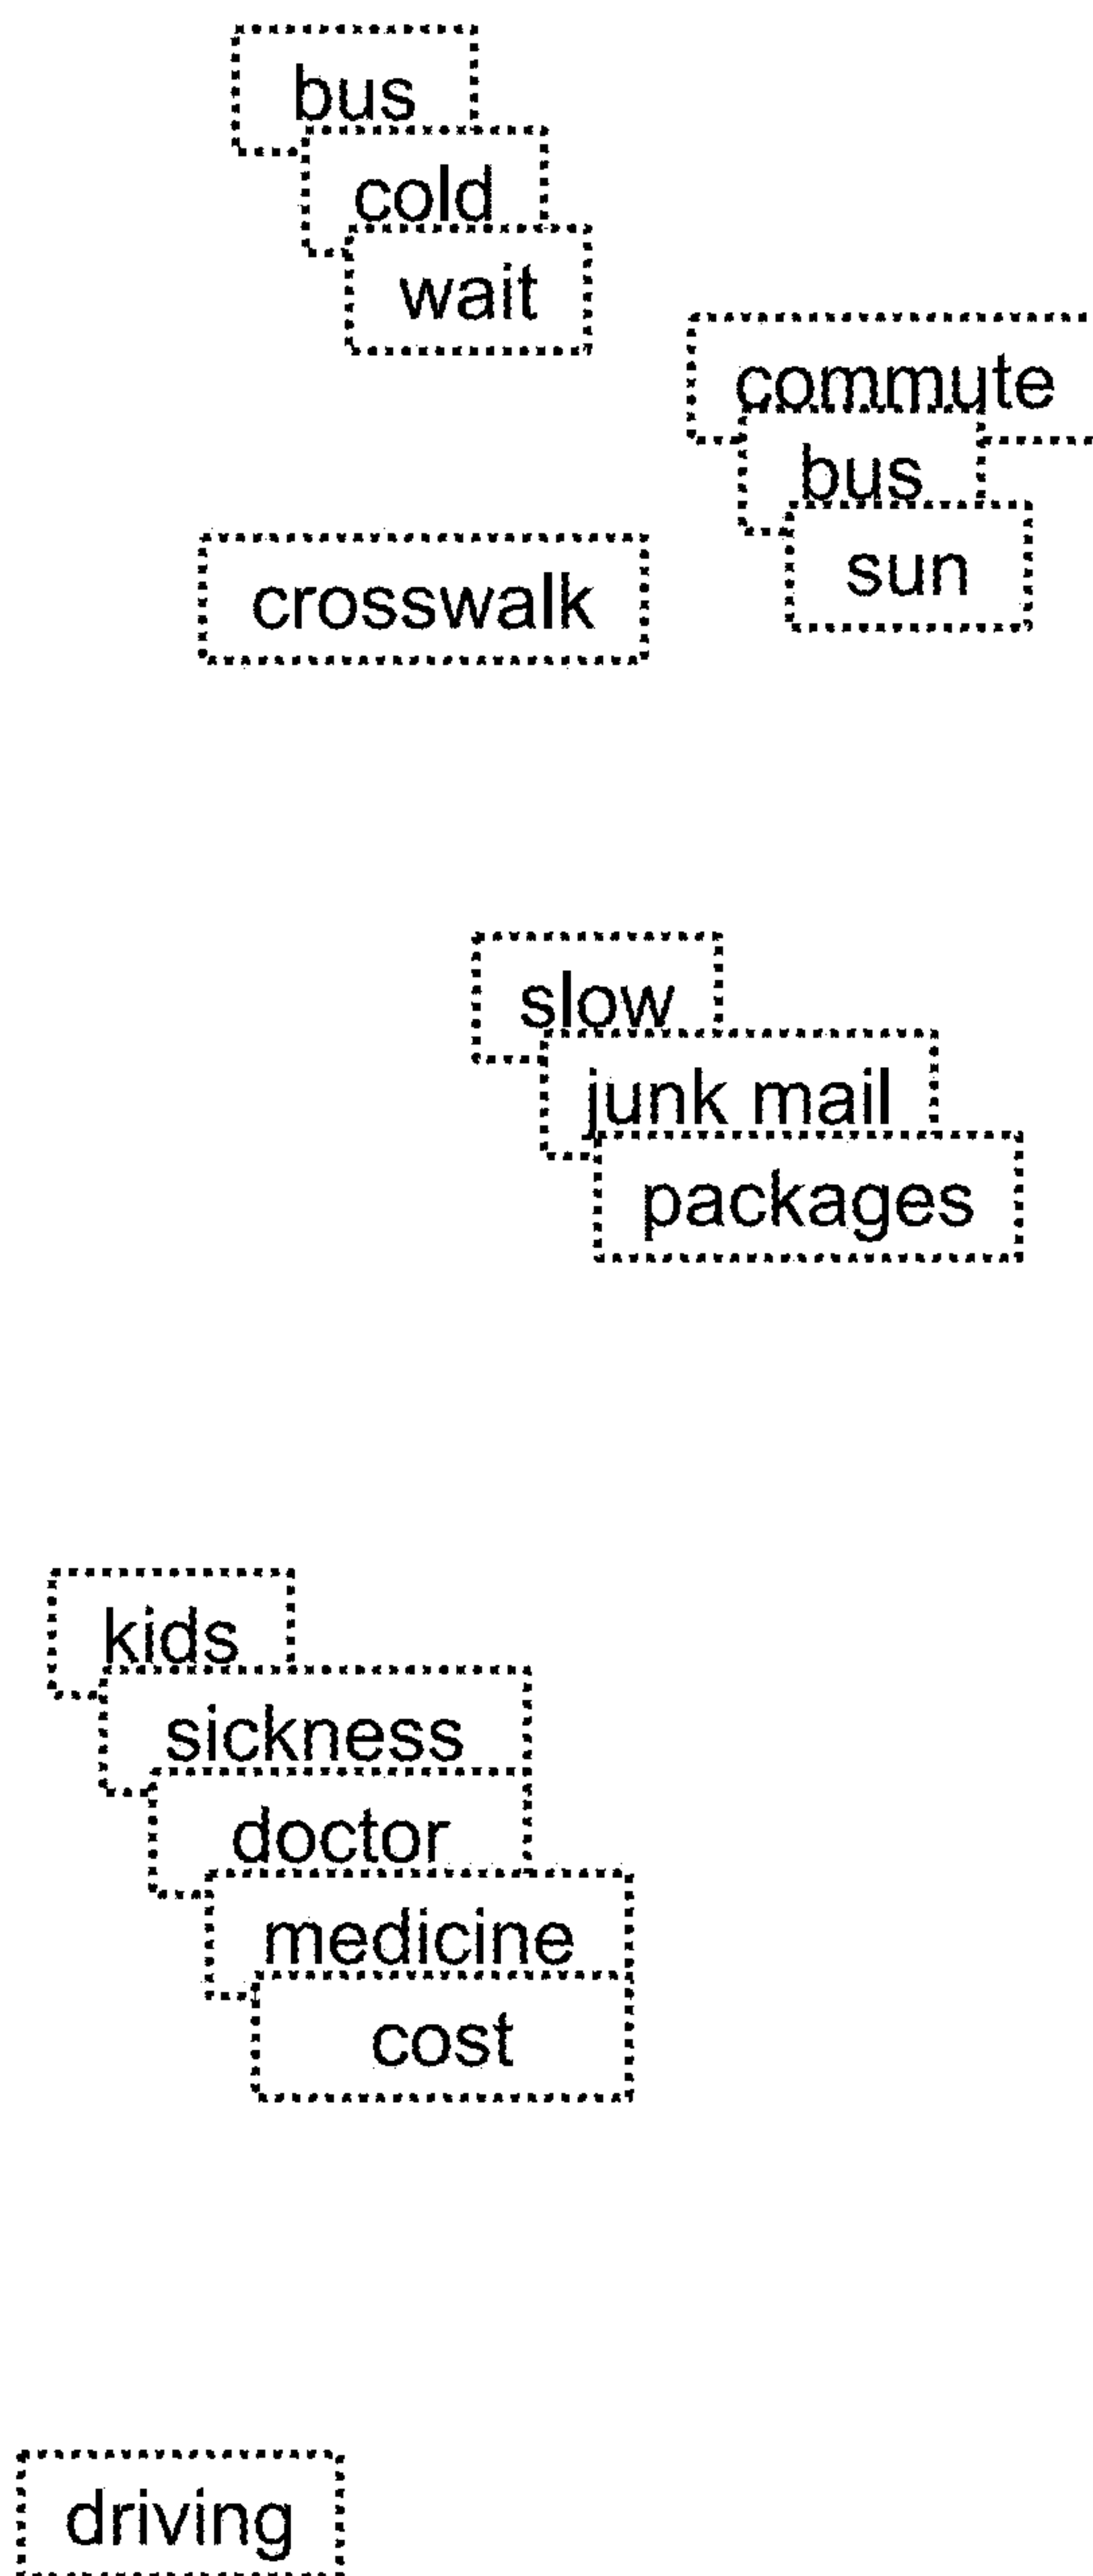 bus
cold
wait
commute
bus
sun
crosswalk
slow
junk mail
packages
kids
sickness
doctor
medicine
cost
driving